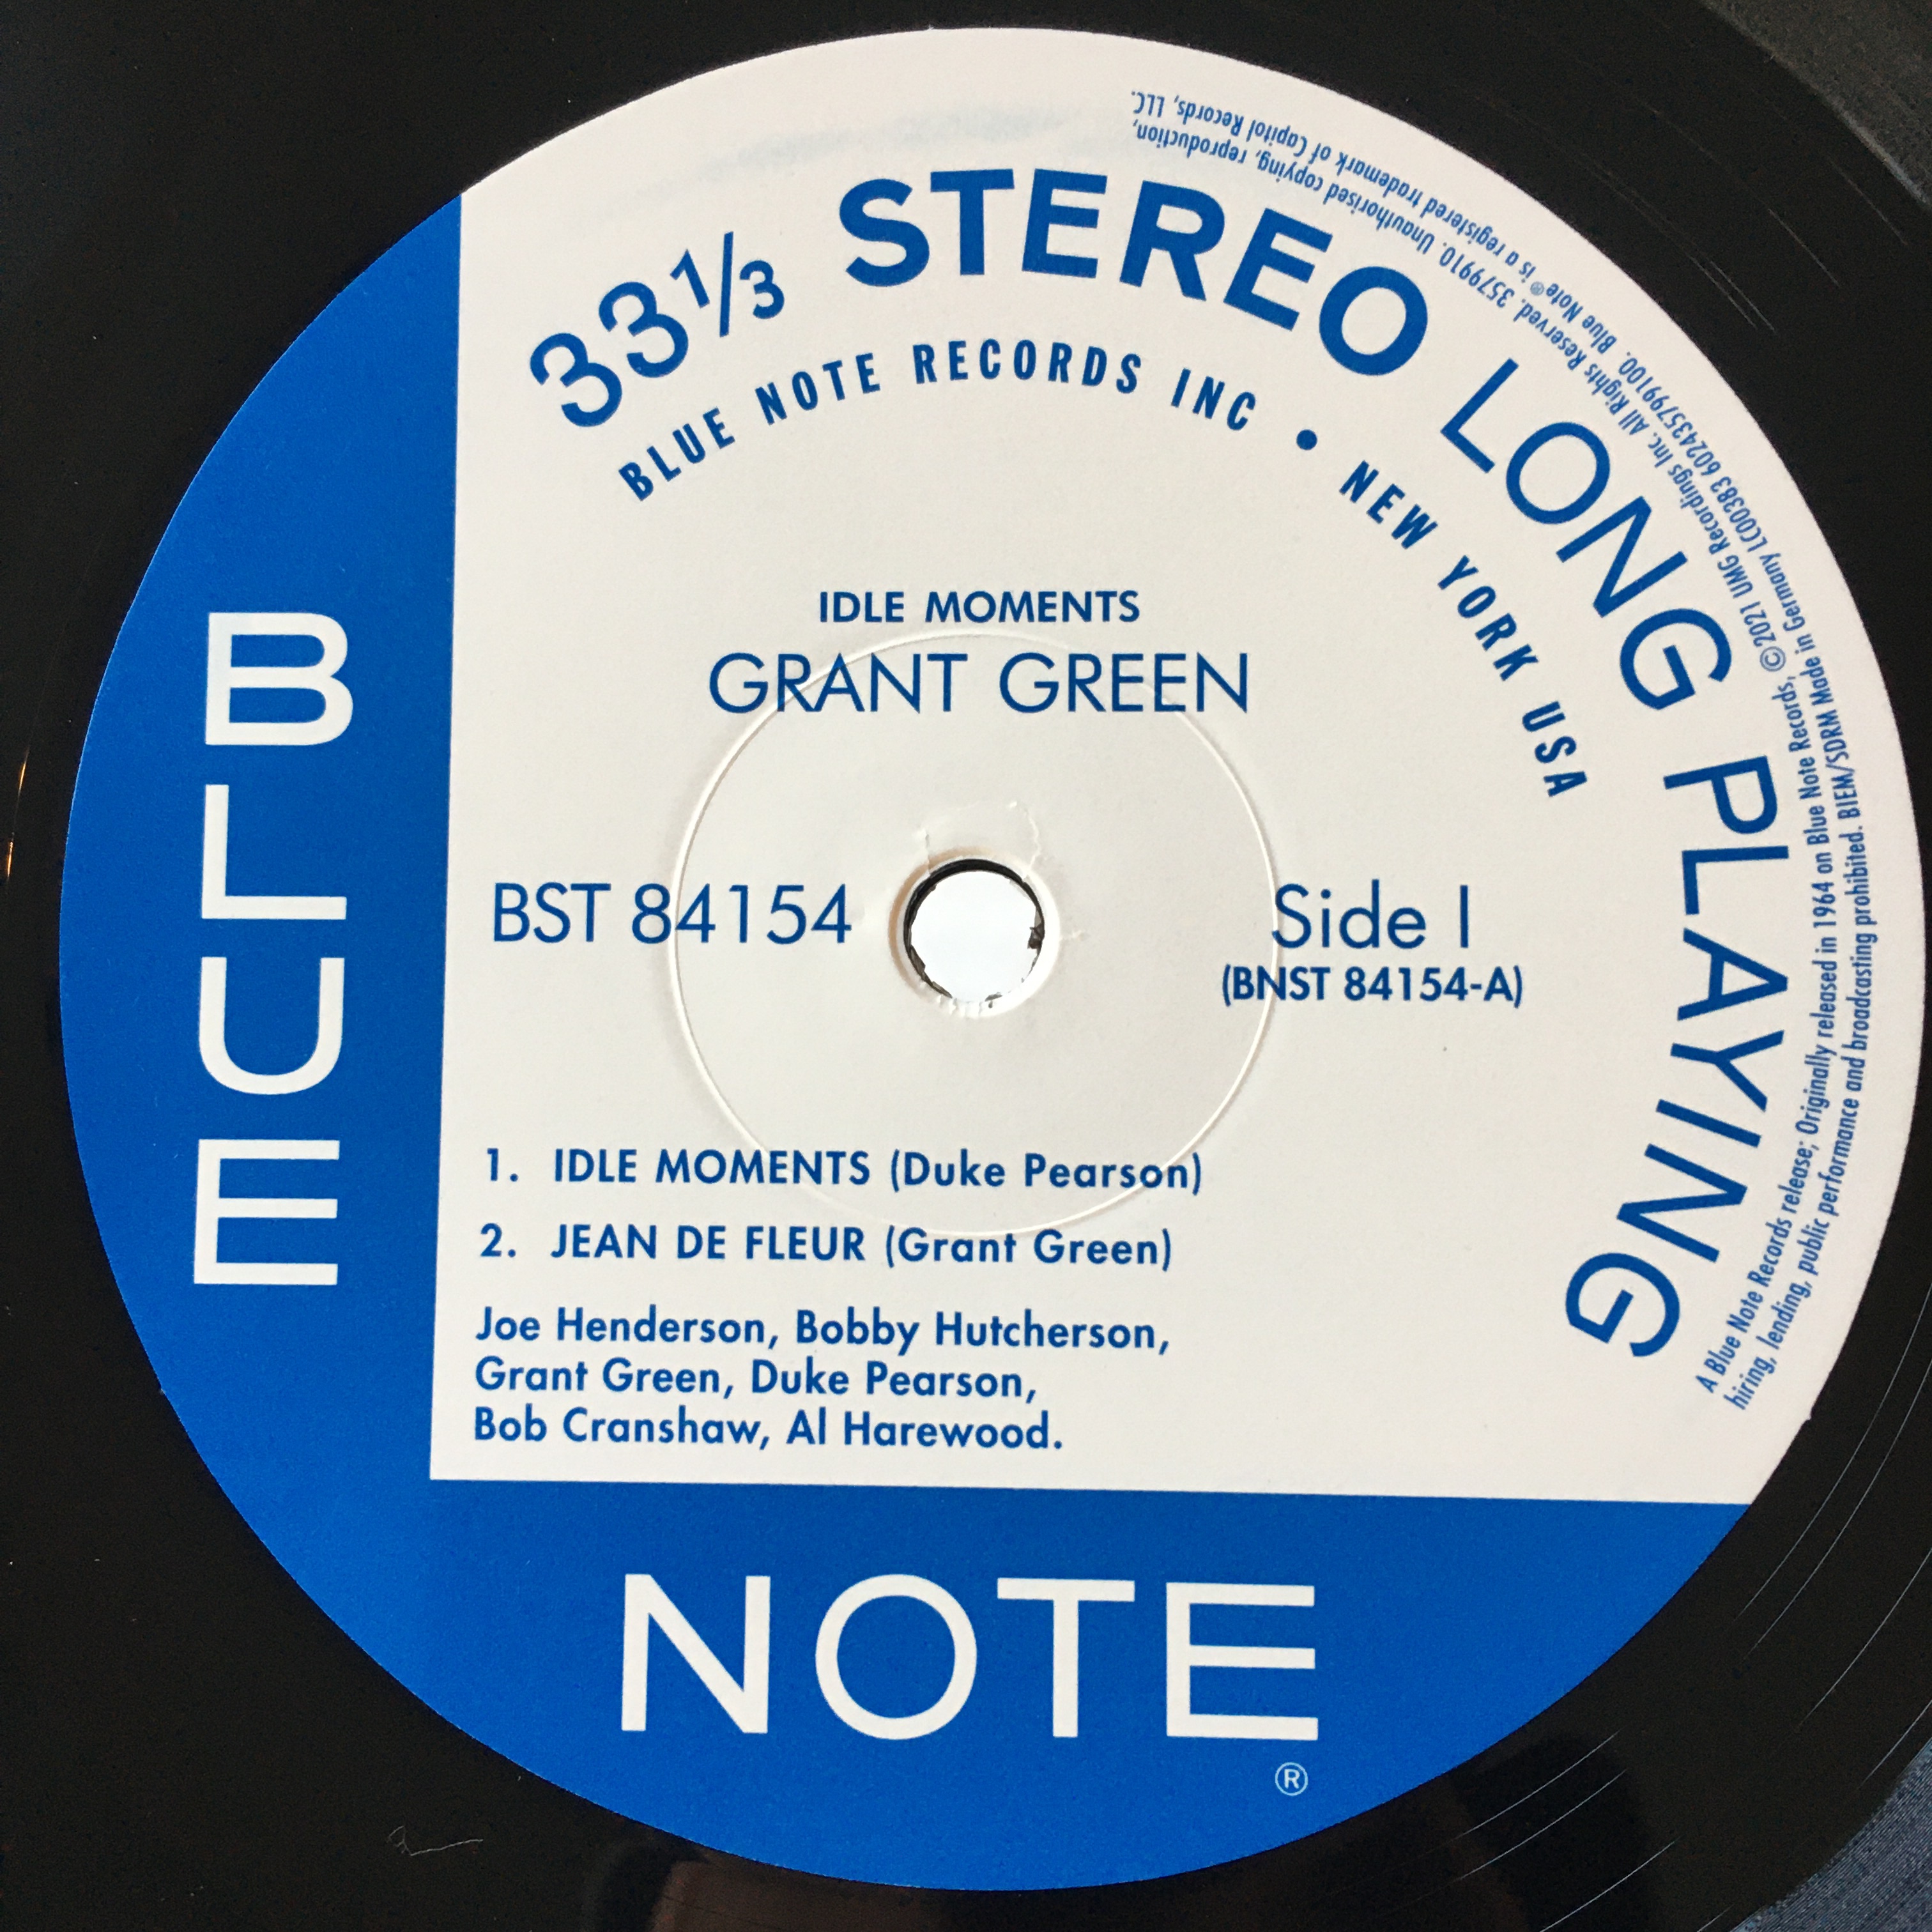 33⅓ STEREO LONG PLAYING
BLUE NOTE RECORDS INC • NEW YORK USA
IDLE MOMENTS
GRANT GREEN
BST 84154
Side I
(BNST 84154-A)
1. IDLE MOMENTS (Duke Pearson)
2. JEAN DE FLEUR (Grant Green)
Joe Henderson, Bobby Hutcherson,
Grant Green, Duke Pearson,
Bob Cranshaw, Al Harewood.
BLUE
NOTE
®
A Blue Note Records release; Originally released in 1964 on Blue Note Records, ©2021 UMG Recordings Inc. All Rights Reserved. 3579910. Unauthorised copying, reproduction,
hiring, lending, public performance and broadcasting prohibited. BIEM/SDRM Made in Germany LC00383 602435799100. Blue Note® is a registered trademark of Capitol Records, LLC.